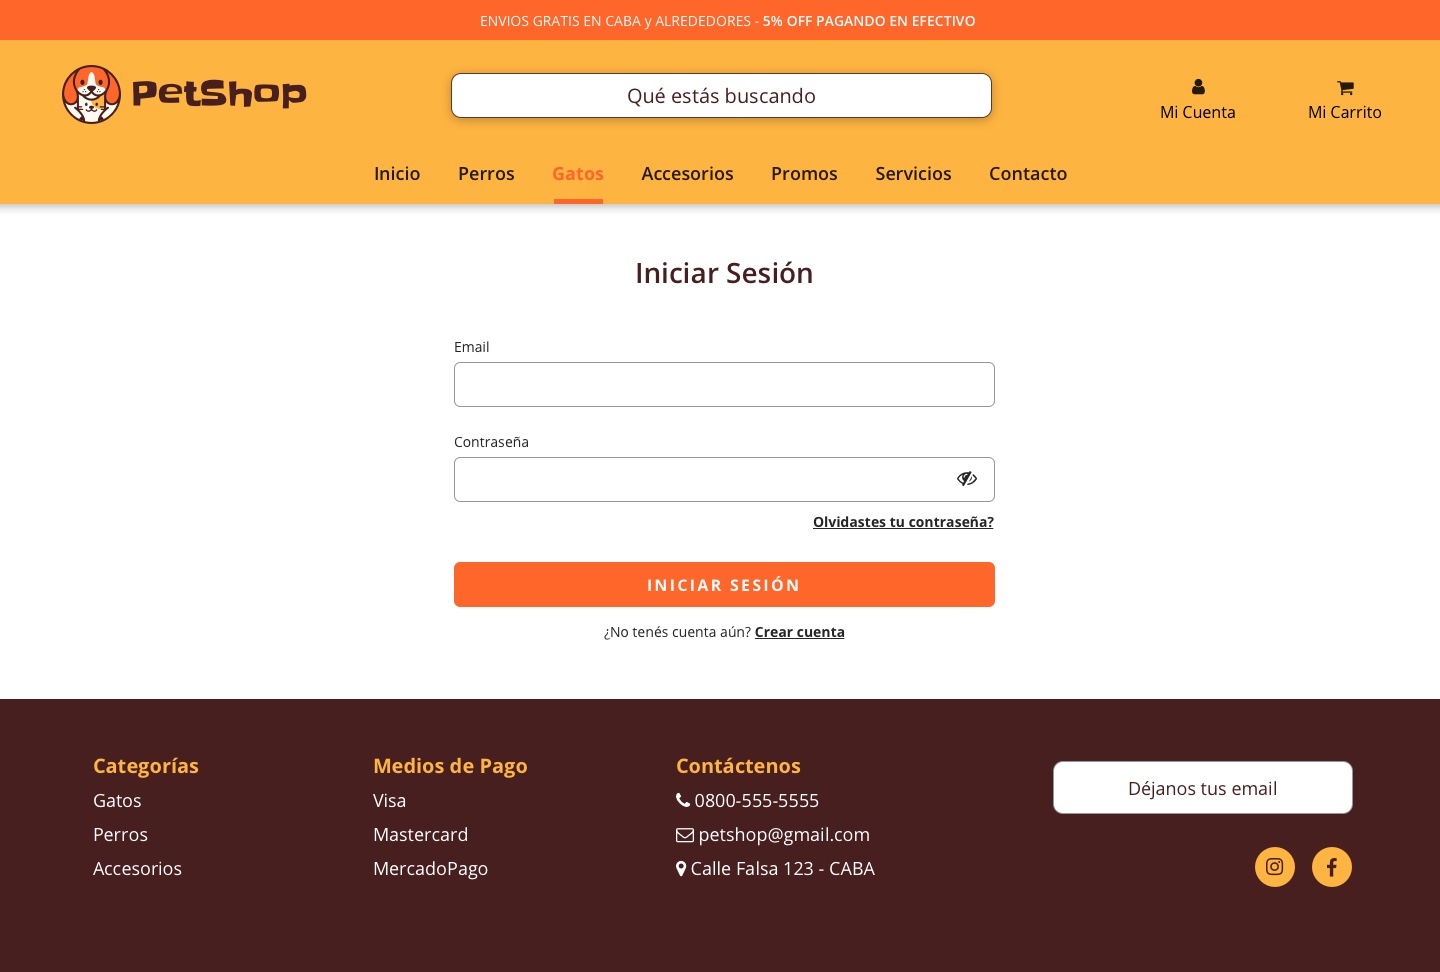 ENVIOS GRATIS EN CABA y ALREDEDORES - 5% OFF PAGANDO EN EFECTIVO
PetShop
Qué estás buscando
Mi Cuenta
Mi Carrito
Inicio Perros Gatos Accesorios Promos Servicios Contacto
Iniciar Sesión
Email
Contraseña
Olvidastes tu contraseña?
INICIAR SESIÓN
¿No tenés cuenta aún? Crear cuenta
Categorías
Gatos
Perros
Accesorios
Medios de Pago
Visa
Mastercard
MercadoPago
Contáctenos
0800-555-5555
petshop@gmail.com
Calle Falsa 123 - CABA
Déjanos tus email